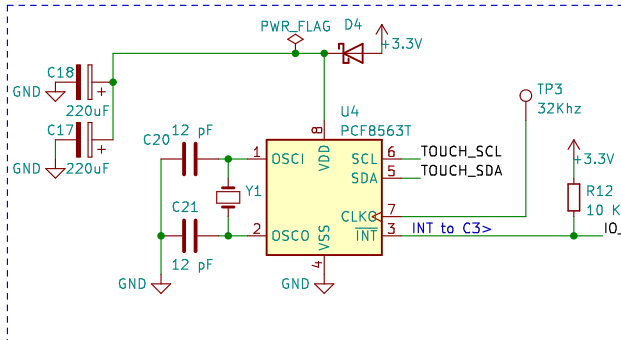 PWR_FLAG
D4
+3.3V
C18
GND
220uF
C17
GND
220uF
TP3
32Khz
U4
PCF8563T
12 pF
C20
8
VDD
1
OSCI
SCL
6
TOUCH_SCL
SDA
5
TOUCH_SDA
Y1
+3.3V
R12
10 K
C21
CLKO
7
2
OSCO
VSS
INT
3
INT to C3>
IO_
12 pF
4
GND
GND